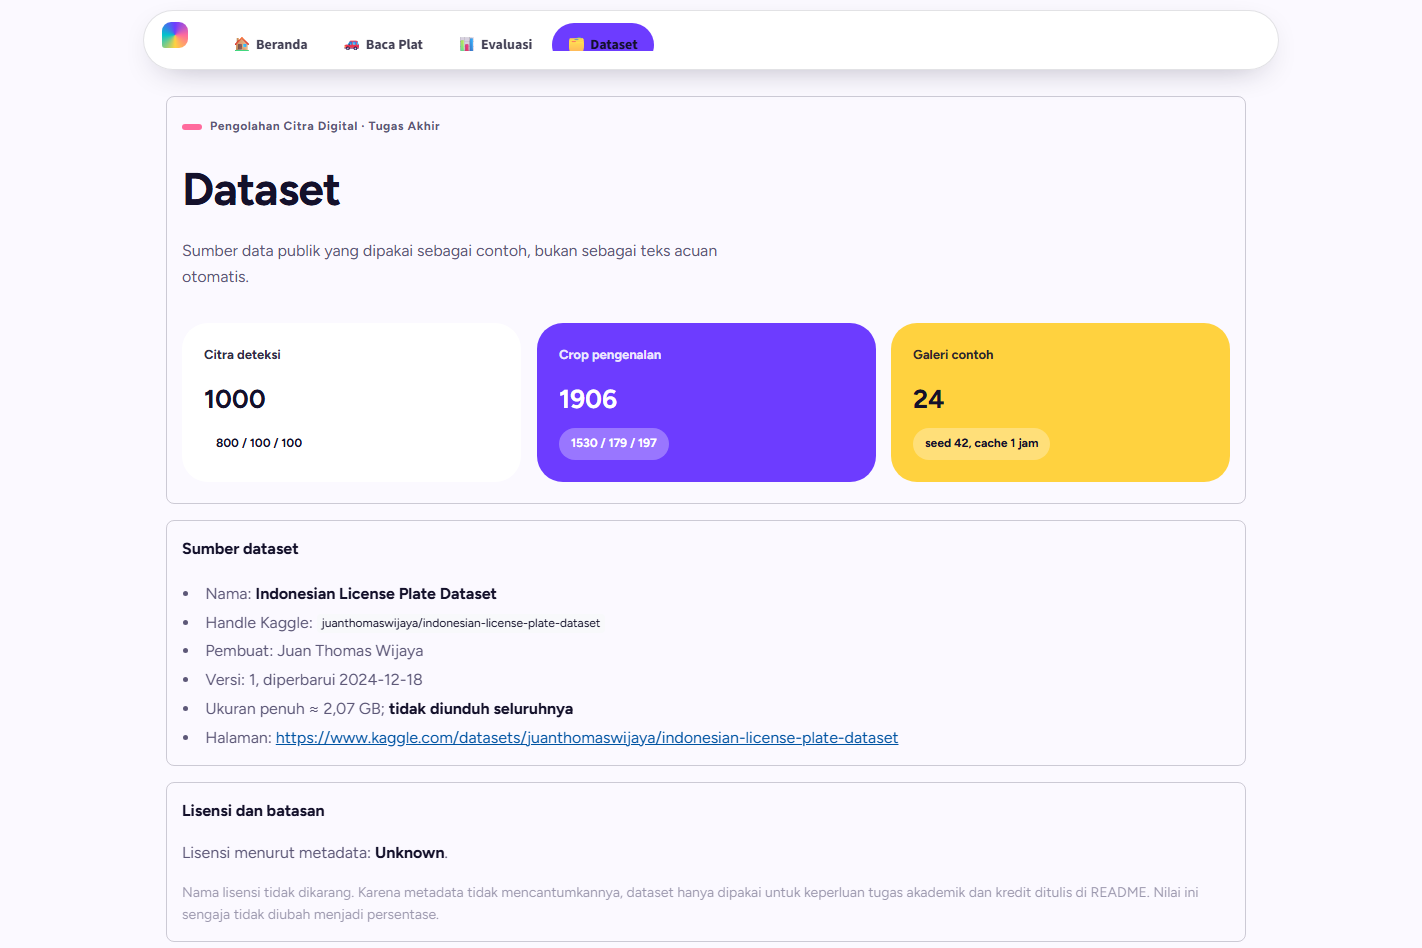 Beranda
Baca Plat
Evaluasi
Dataset
Pengolahan Citra Digital · Tugas Akhir
Dataset
Sumber data publik yang dipakai sebagai contoh, bukan sebagai teks acuan
otomatis.
Citra deteksi
1000
800 / 100 / 100
Crop pengenalan
1906
1530 / 179 / 197
Galeri contoh
24
seed 42, cache 1 jam
Sumber dataset
• Nama: Indonesian License Plate Dataset
• Handle Kaggle: juanthomaswijaya/indonesian-license-plate-dataset
• Pembuat: Juan Thomas Wijaya
• Versi: 1, diperbarui 2024-12-18
• Ukuran penuh ≈ 2,07 GB; tidak diunduh seluruhnya
• Halaman: https://www.kaggle.com/datasets/juanthomaswijaya/indonesian-license-plate-dataset
Lisensi dan batasan
Lisensi menurut metadata: Unknown.
Nama lisensi tidak dikarang. Karena metadata tidak mencantumkannya, dataset hanya dipakai untuk keperluan tugas akademik dan kredit ditulis di README. Nilai ini
sengaja tidak diubah menjadi persentase.